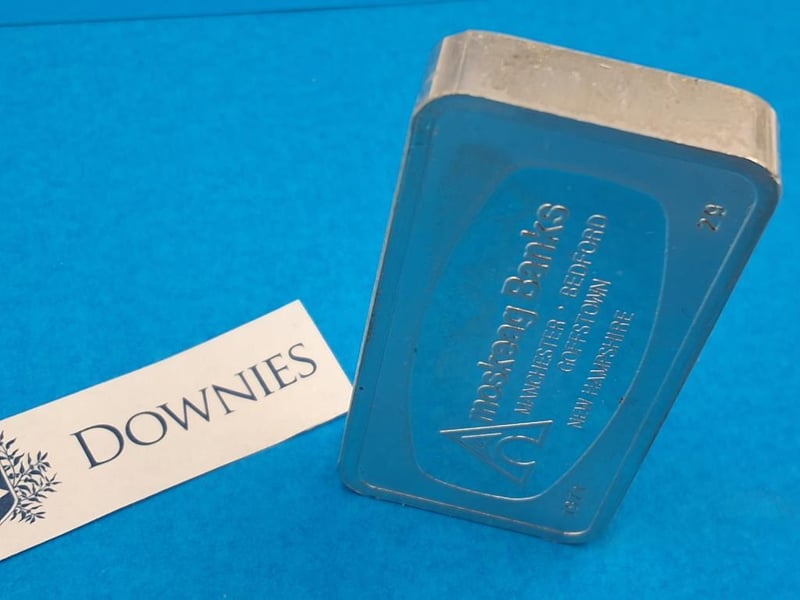 DOWNIES
Amoskeag Banks
MANCHESTER · BEDFORD
GOFFSTOWN
NEW HAMPSHIRE
29